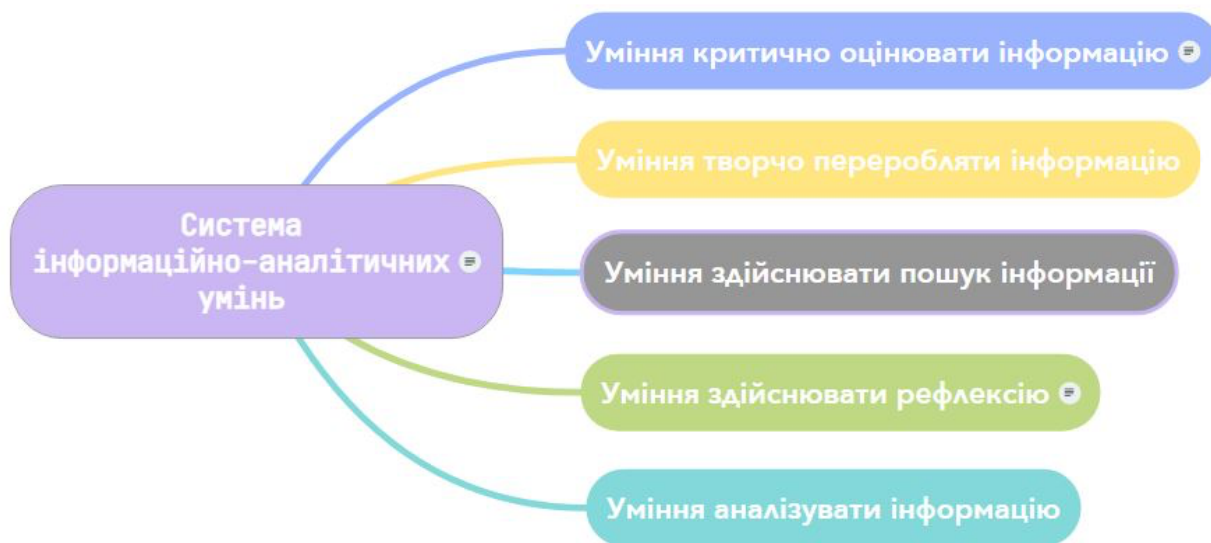 Уміння критично оцінювати інформацію
Уміння творчо переробляти інформацію
Система
інформаційно-аналітичних
умінь
Уміння здійснювати пошук інформації
Уміння здійснювати рефлексію
Уміння аналізувати інформацію